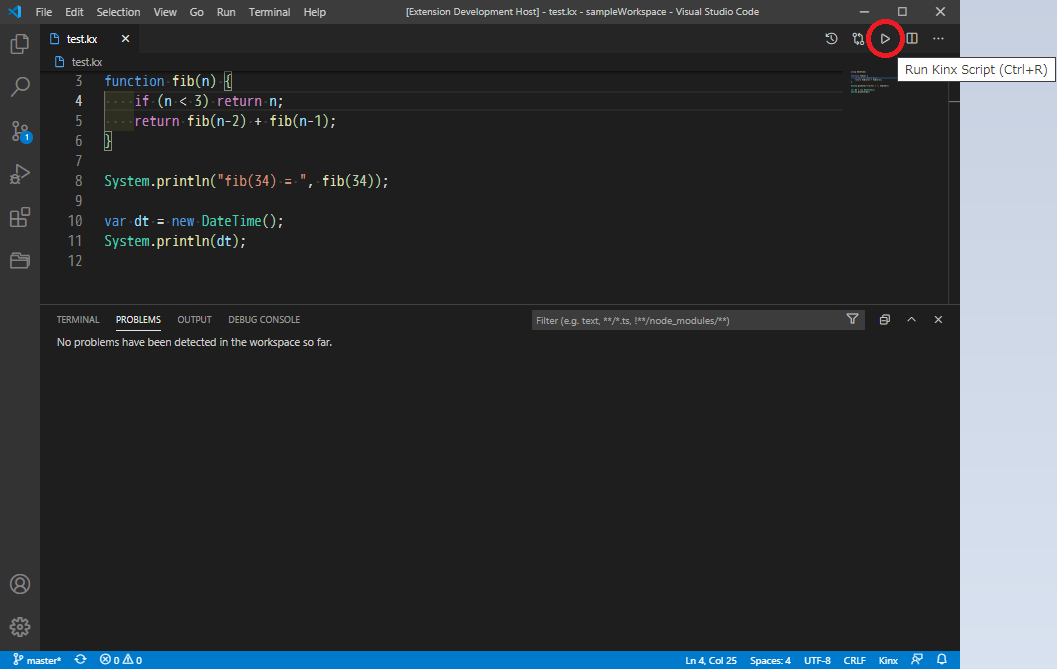 File Edit Selection View Go Run Terminal Help [Extension Development Host] - test.kx - sampleWorkspace - Visual Studio Code
test.kx
Run Kinx Script (Ctrl+R)
test.kx
3 function fib(n) {
4 ····if·(n·<·3)·return·n;
5 ····return·fib(n-2)·+·fib(n-1);
6 }
7
8 System.println("fib(34)·=·",·fib(34));
9
10 var·dt·=·new·DateTime();
11 System.println(dt);
12
TERMINAL PROBLEMS OUTPUT DEBUG CONSOLE Filter (e.g. text, **/*.ts, !**/node_modules/**)
No problems have been detected in the workspace so far.
1
master* 0 0 Ln 4, Col 25 Spaces: 4 UTF-8 CRLF Kinx